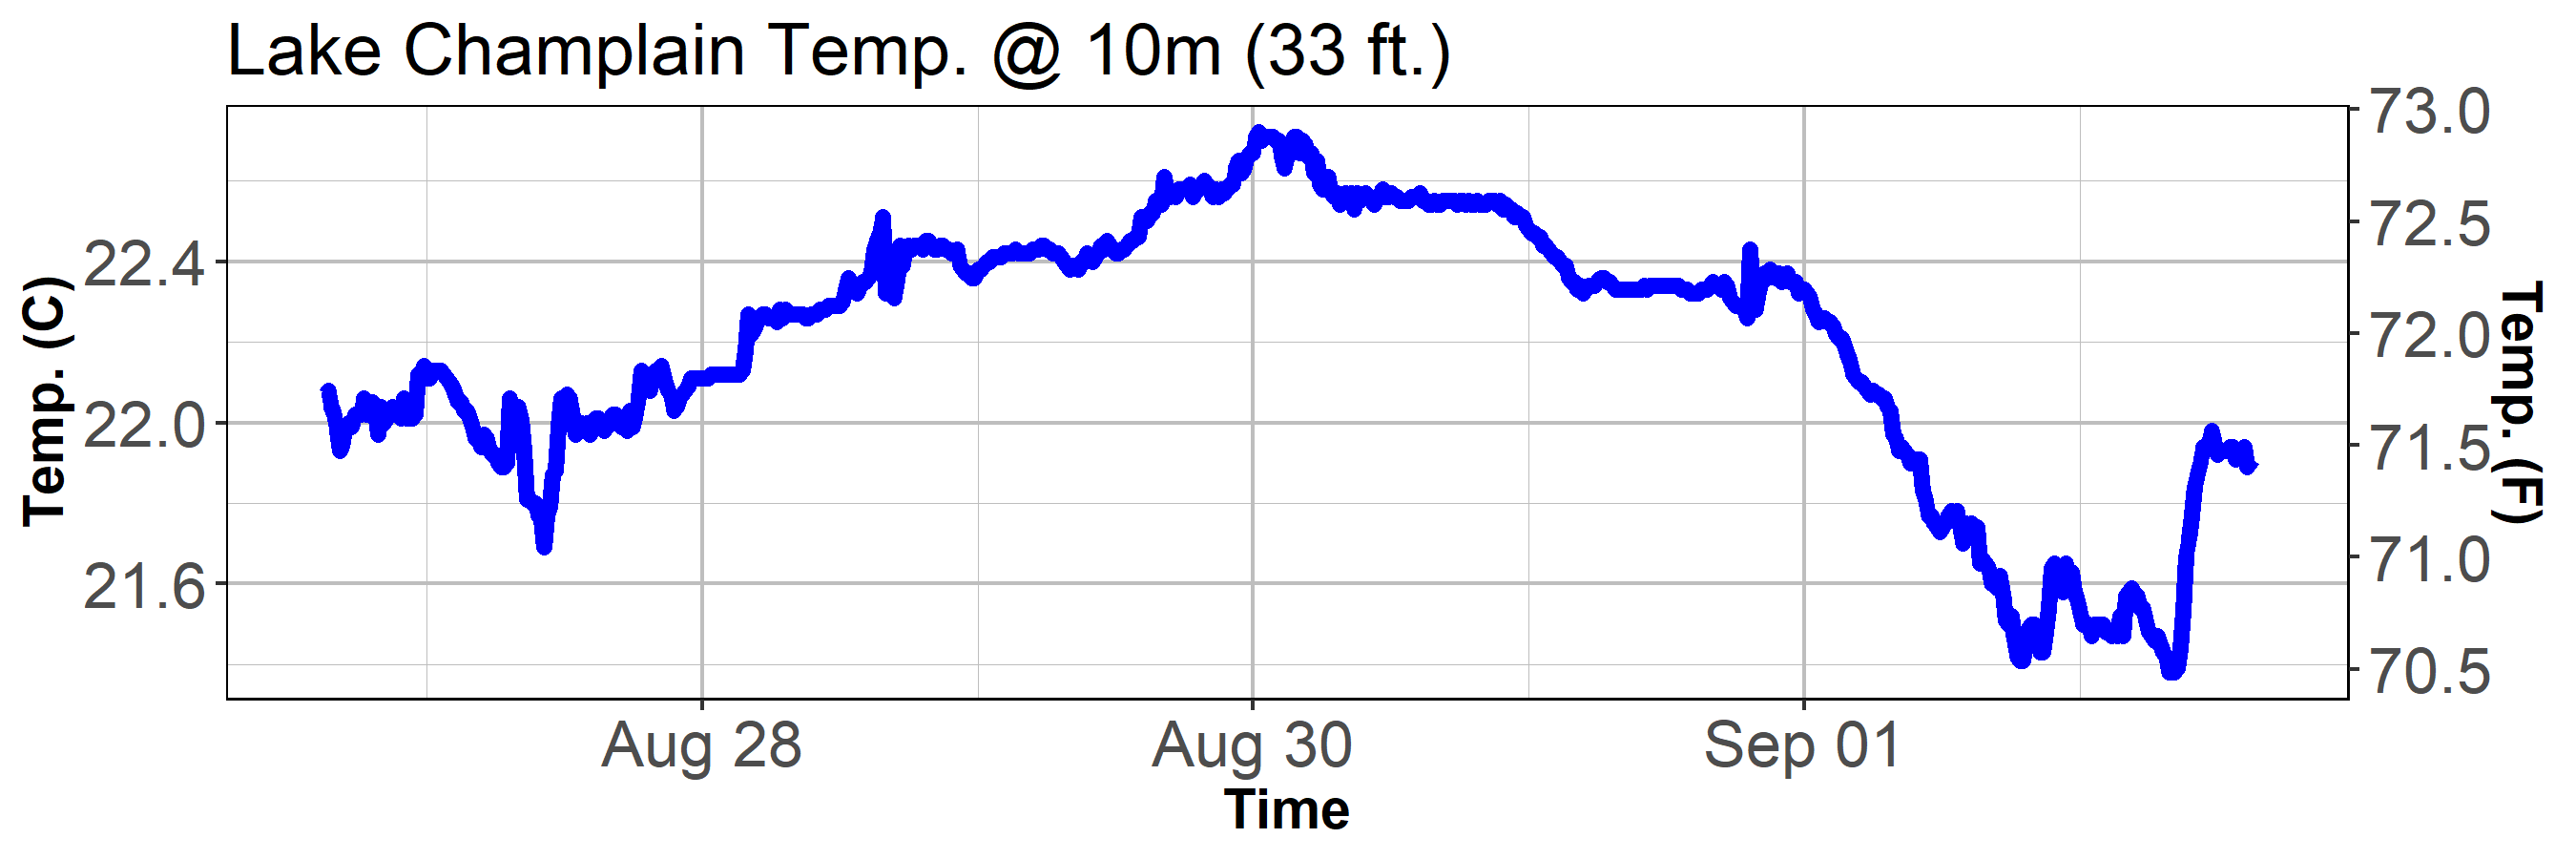 Lake Champlain Temp. @ 10m (33 ft.)
Temp. (C)
22.4
22.0
21.6
73.0
72.5
72.0
71.5
71.0
70.5
Temp. (F)
Aug 28
Aug 30
Sep 01
Time